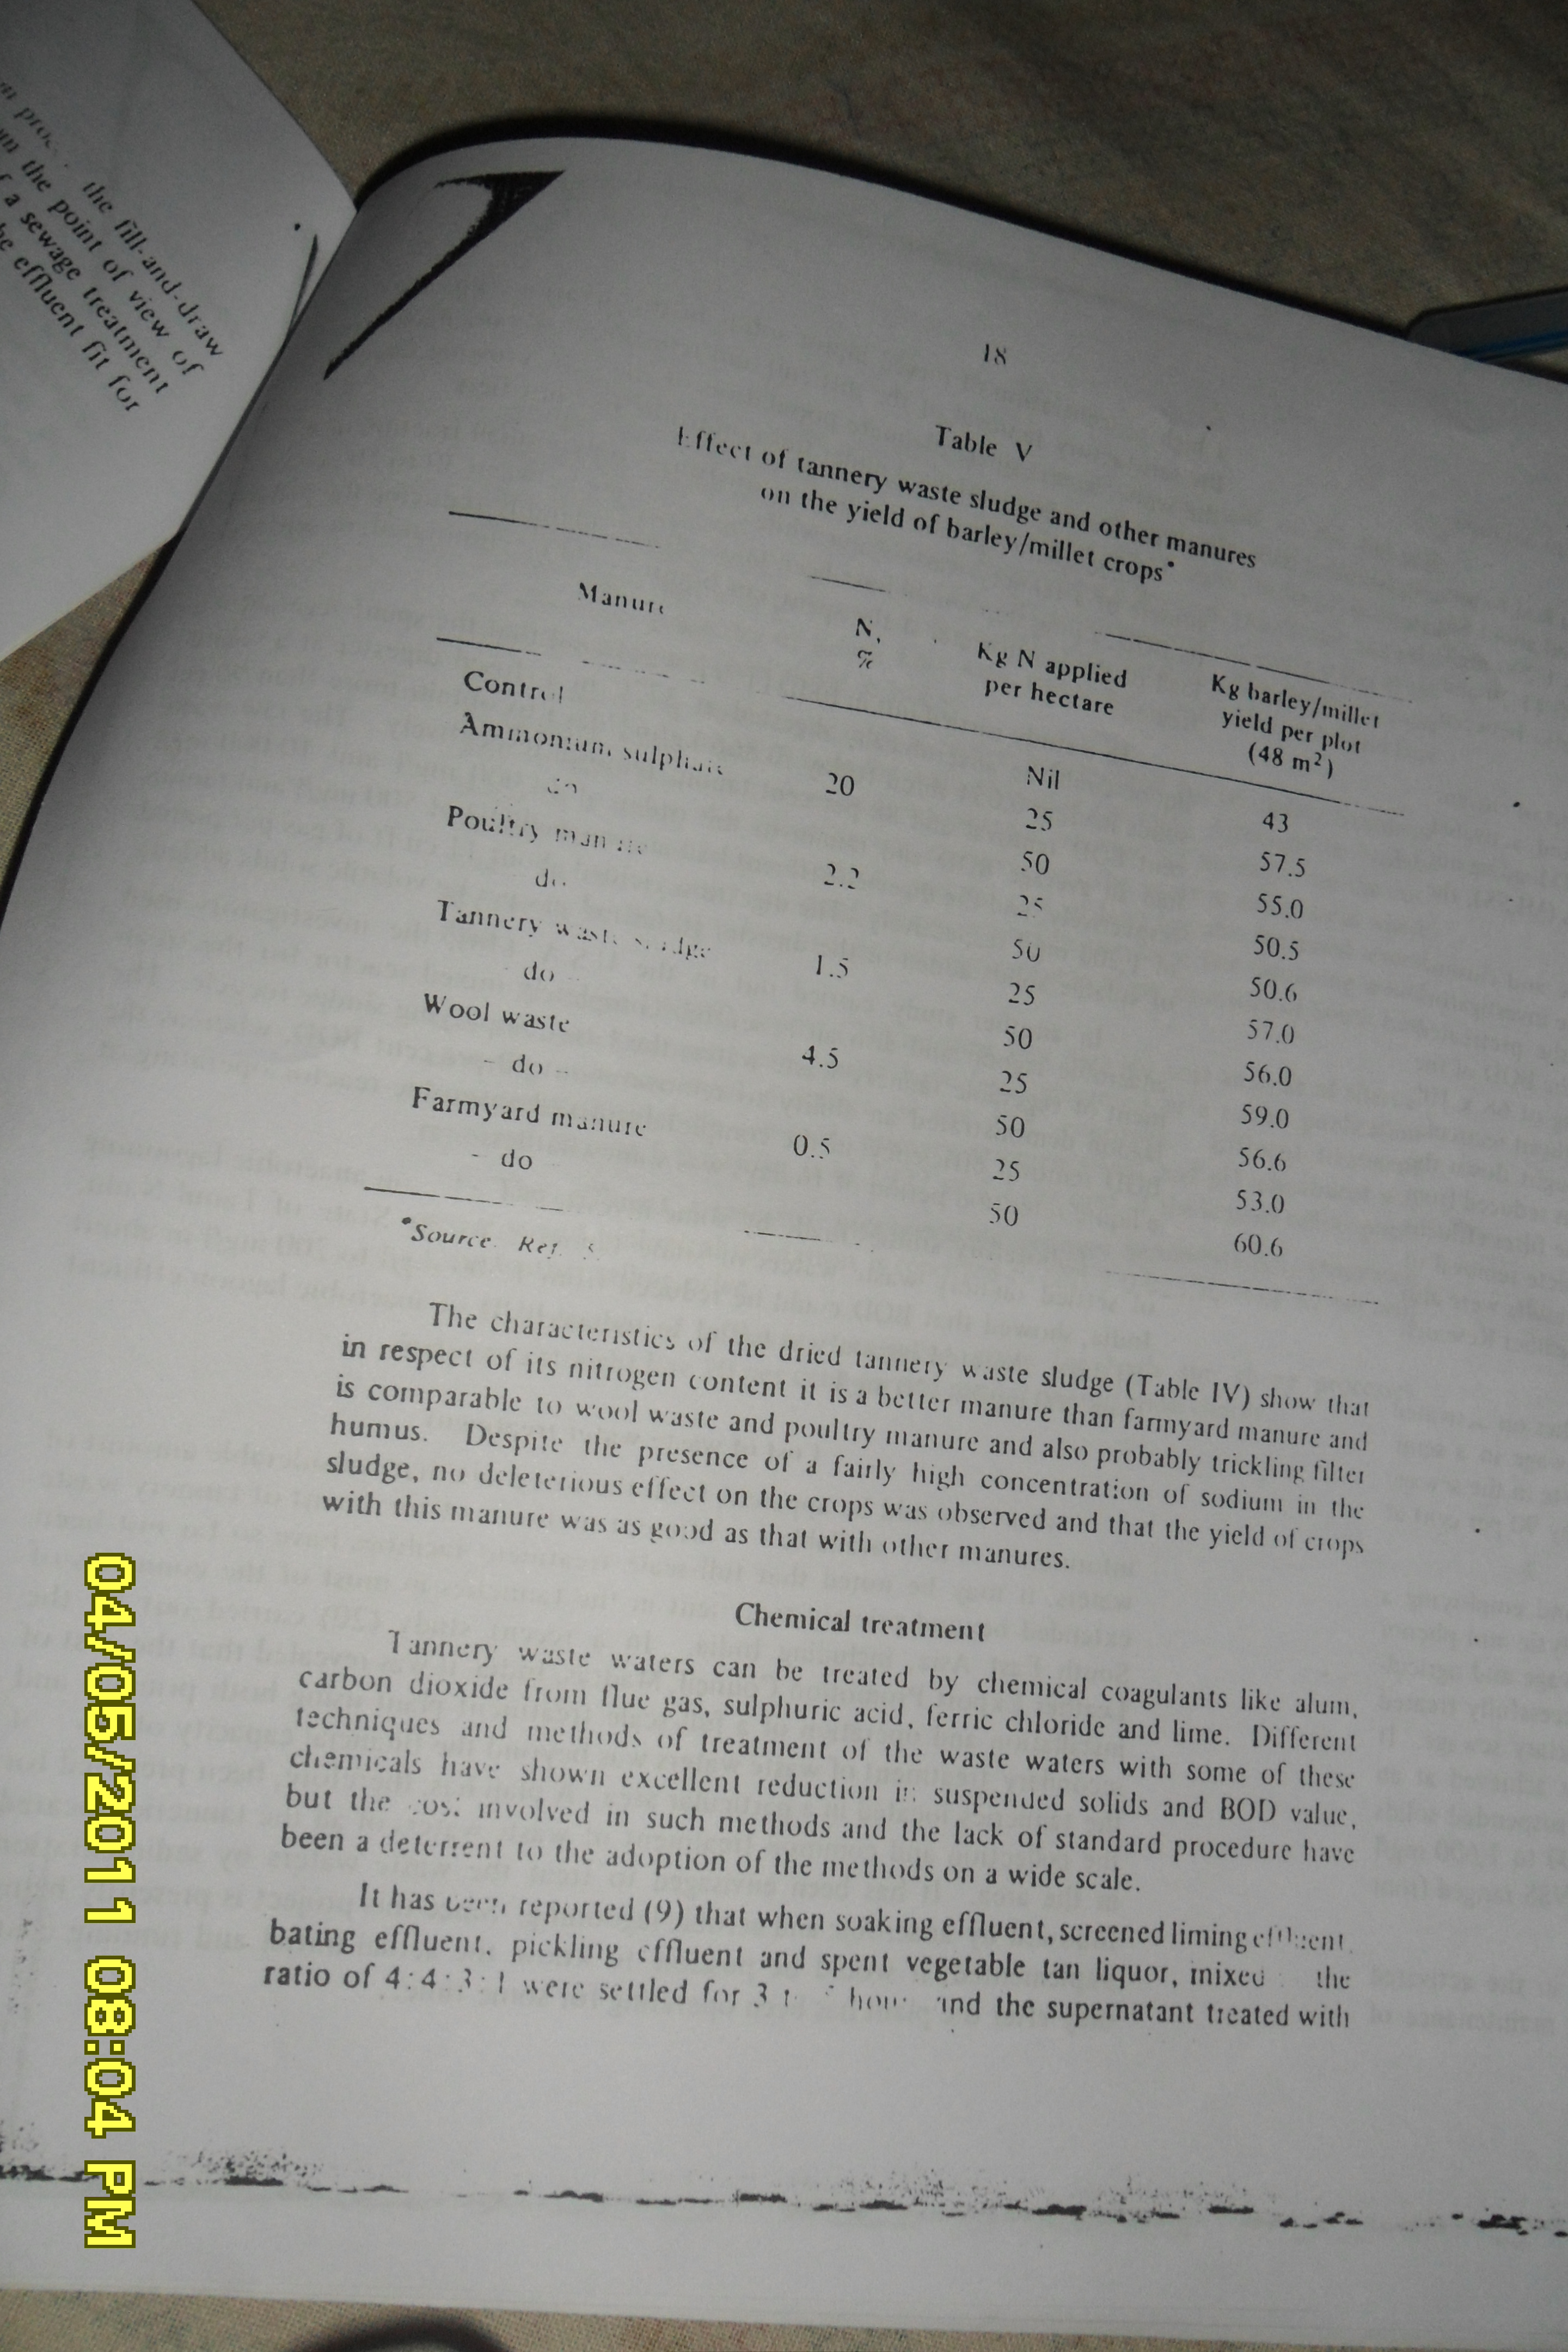 the fill-and-draw
the point of view of
a sewage treatment
effluent fit for
18
Table V
Effect of tannery waste sludge and other manures
on the yield of barley/millet crops*
Manure N, % Kg N applied per hectare Kg barley/millet yield per plot (48 m²)
Control Nil 43
Ammonium sulphate 20 25 57.5
do 50 55.0
Poultry manure 2.2 25 50.5
do 50 50.6
Tannery waste sludge 1.5 25 57.0
do 50 56.0
Wool waste 4.5 25 59.0
- do - 50 56.6
Farmyard manure 0.5 25 53.0
- do 50 60.6
*Source. Ref.
The characteristics of the dried tannery waste sludge (Table IV) show that
in respect of its nitrogen content it is a better manure than farmyard manure and
is comparable to wool waste and poultry manure and also probably trickling filter
humus. Despite the presence of a fairly high concentration of sodium in the
sludge, no deleterious effect on the crops was observed and that the yield of crops
with this manure was as good as that with other manures.
Chemical treatment
Tannery waste waters can be treated by chemical coagulants like alum,
carbon dioxide from flue gas, sulphuric acid, ferric chloride and lime. Different
techniques and methods of treatment of the waste waters with some of these
chemicals have shown excellent reduction in suspended solids and BOD value,
but the cost involved in such methods and the lack of standard procedure have
been a deterrent to the adoption of the methods on a wide scale.
It has been reported (9) that when soaking effluent, screened liming effluent,
bating effluent, pickling effluent and spent vegetable tan liquor, mixed the
ratio of 4:4:3:1 were settled for 3 hours and the supernatant treated with
04/05/2011 08:04 PM